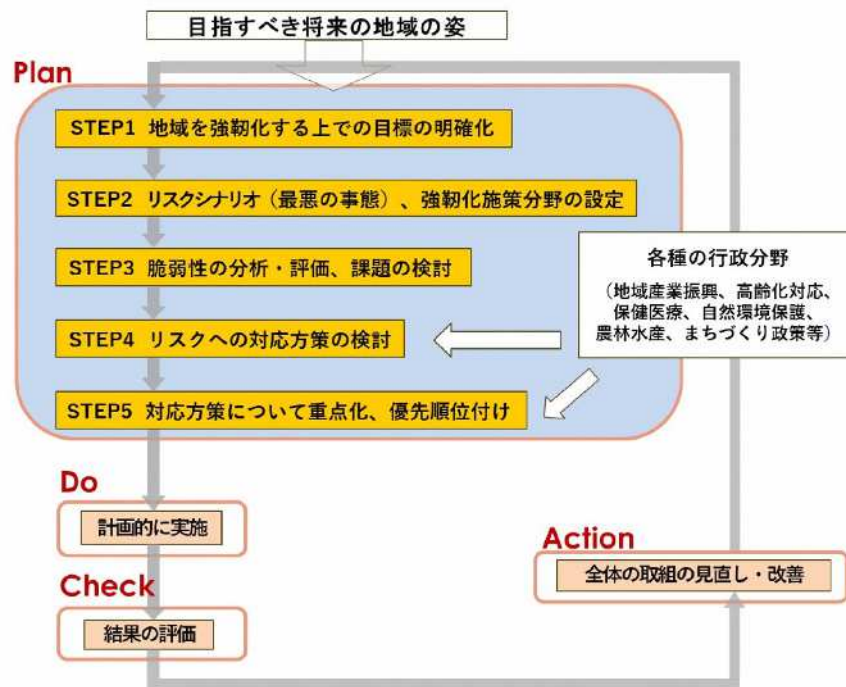 目指すべき将来の地域の姿
Plan
STEP1 地域を強靭化する上での目標の明確化
STEP2 リスクシナリオ（最悪の事態）、強靭化施策分野の設定
STEP3 脆弱性の分析・評価、課題の検討
各種の行政分野
（地域産業振興、高齢化対応、
保健医療、自然環境保護、
農林水産、まちづくり政策等）
STEP4 リスクへの対応方策の検討
STEP5 対応方策について重点化、優先順位付け
Do
計画的に実施
Check
結果の評価
Action
全体の取組の見直し・改善